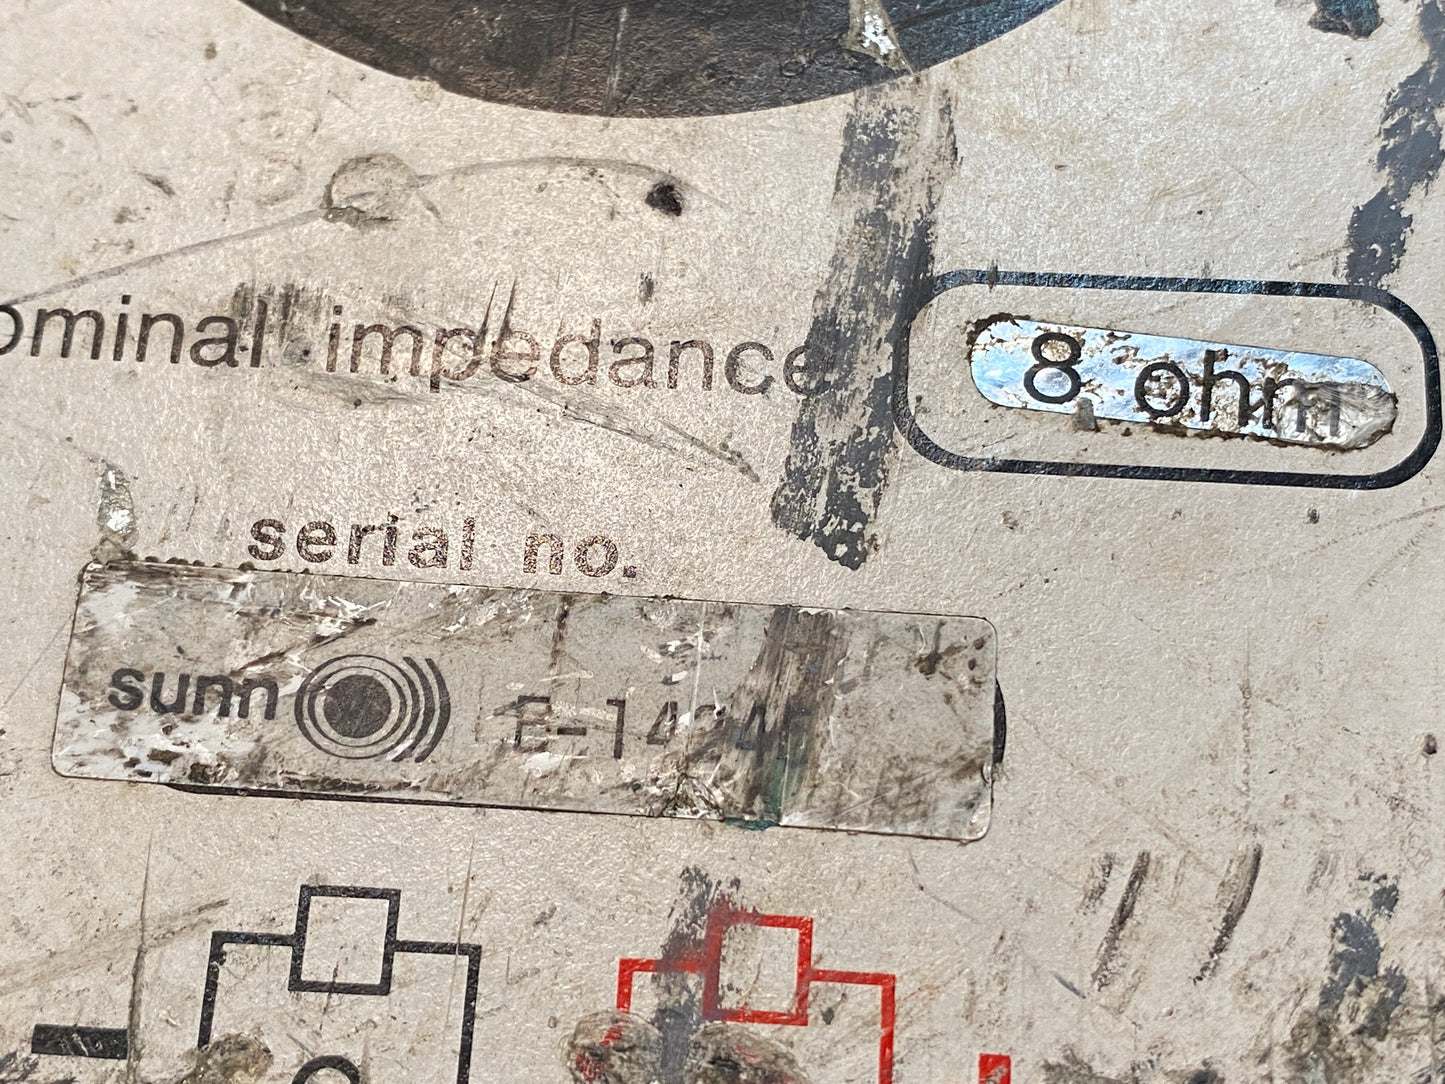 ominal impedance 8 ohm
serial no.
sunn